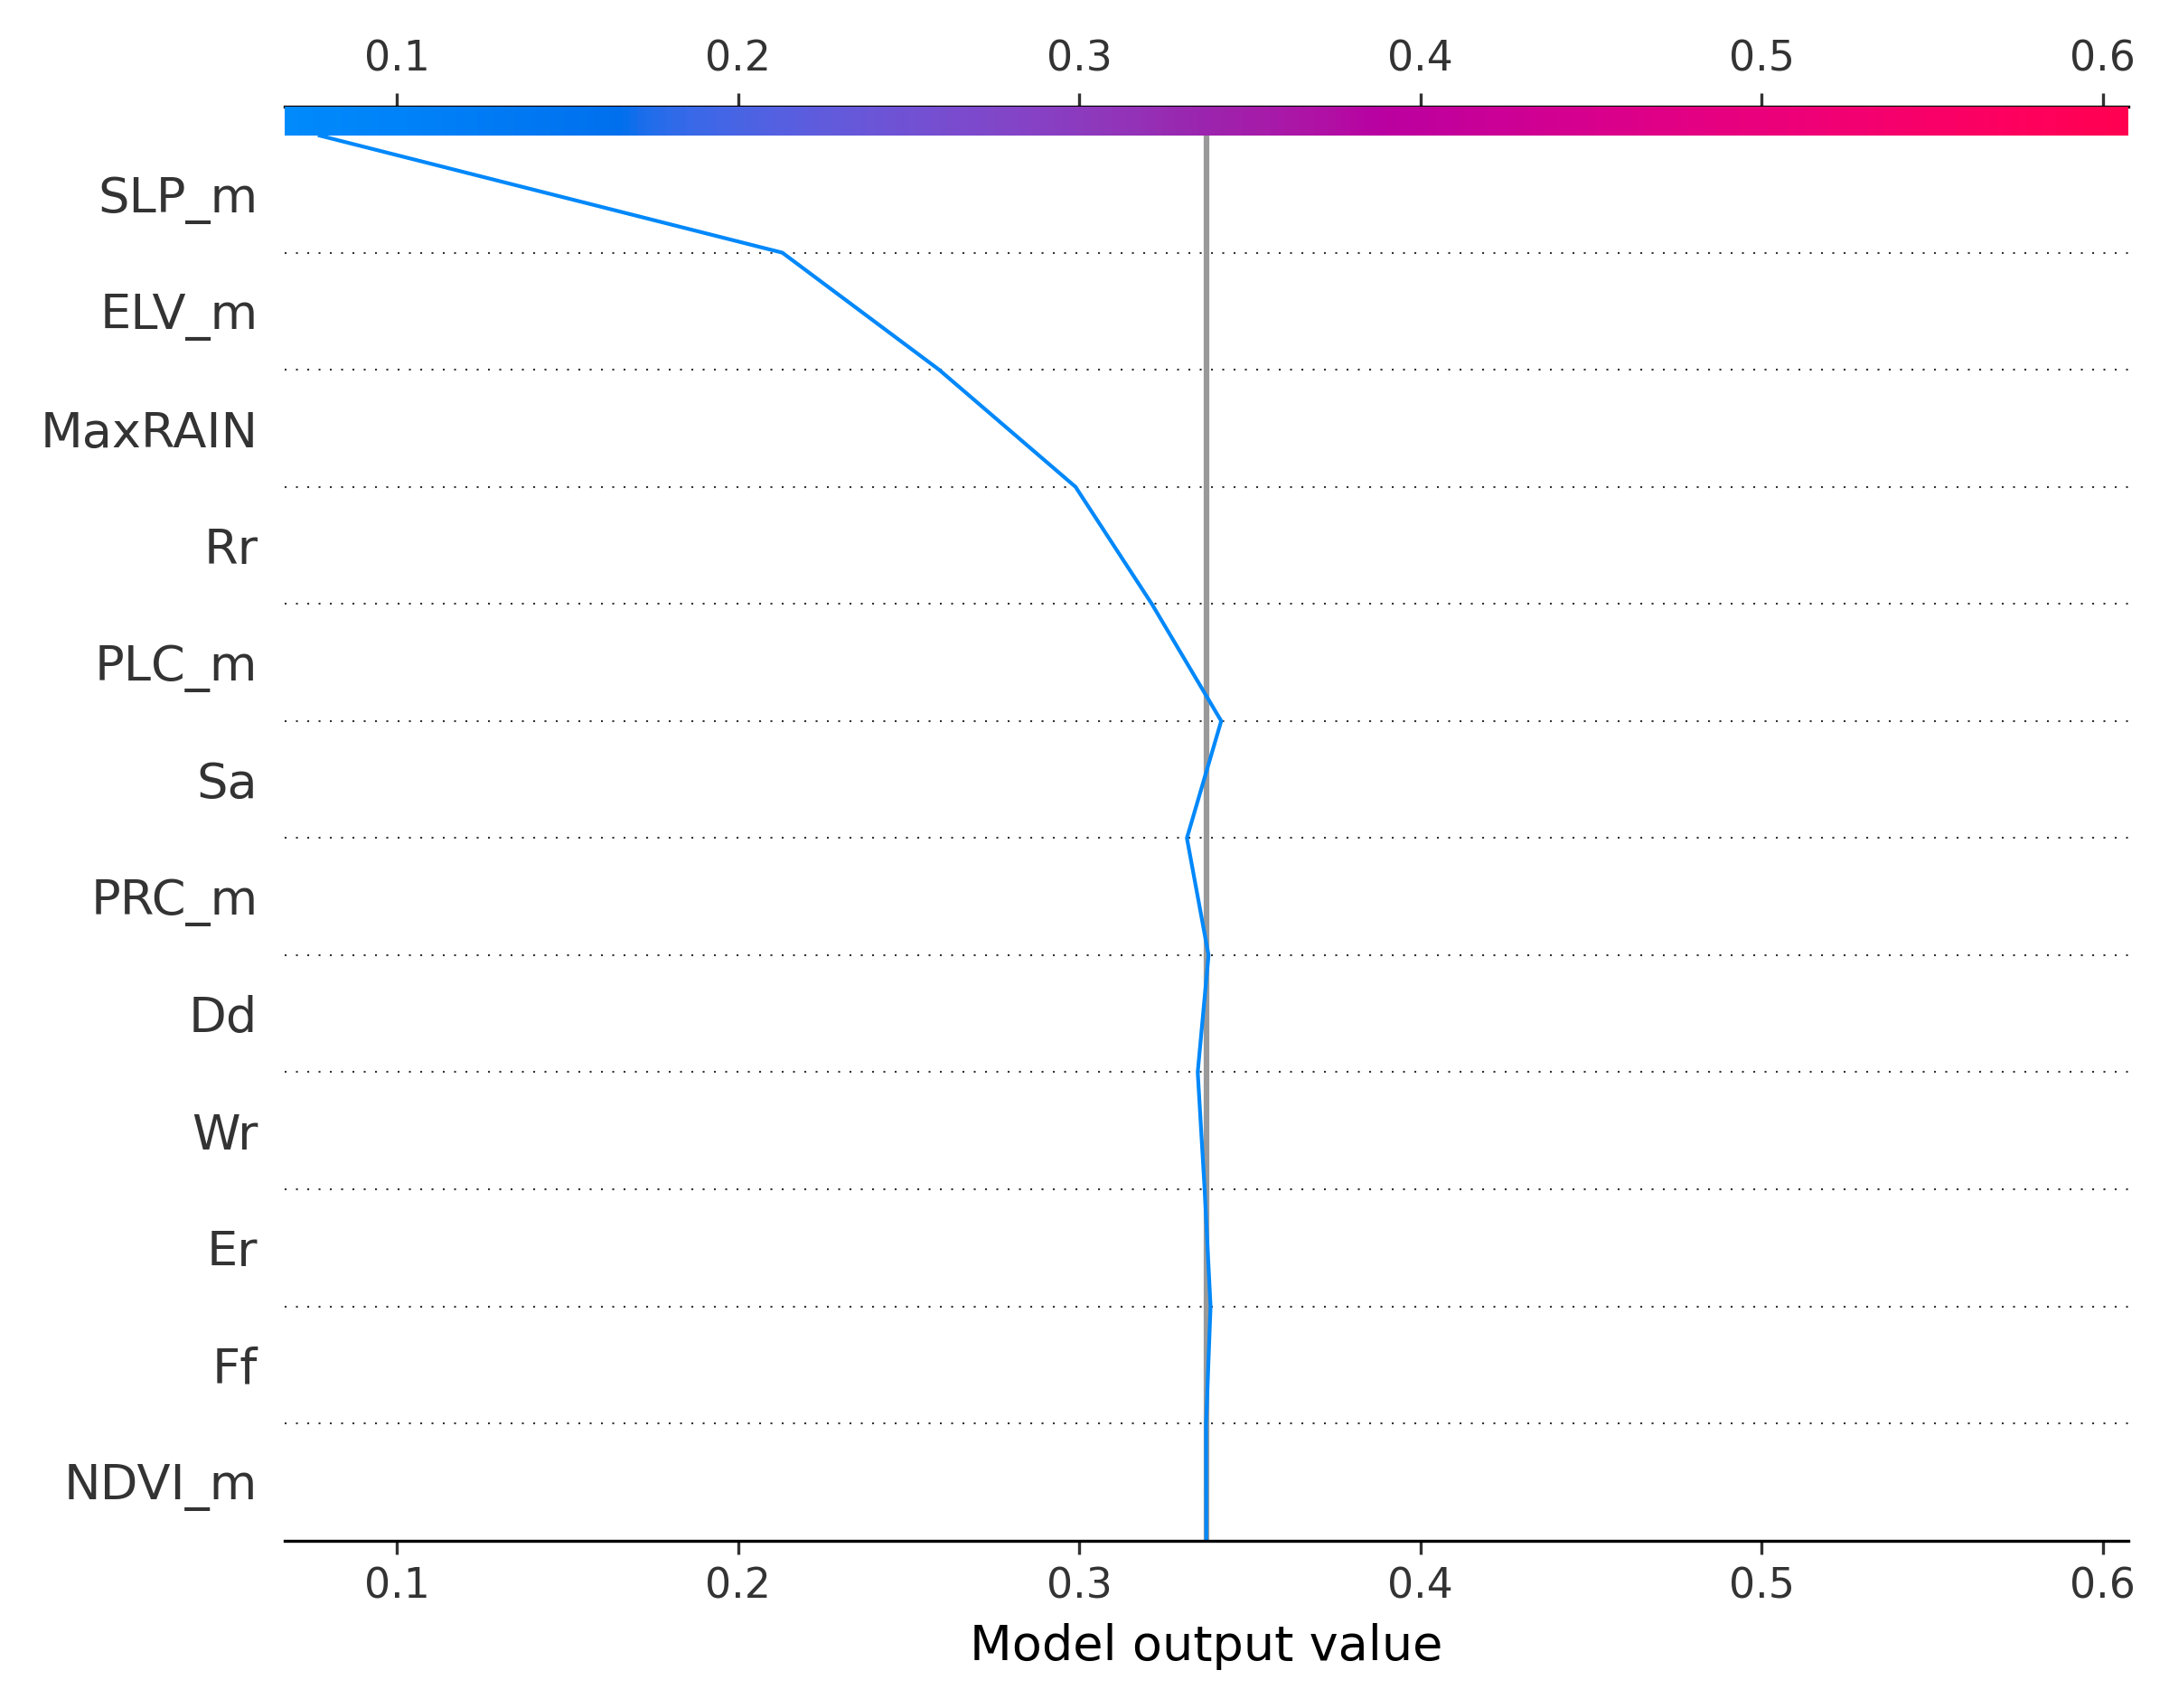 0.1 0.2 0.3 0.4 0.5 0.6
SLP_m
ELV_m
MaxRAIN
Rr
PLC_m
Sa
PRC_m
Dd
Wr
Er
Ff
NDVI_m
0.1 0.2 0.3 0.4 0.5 0.6
Model output value